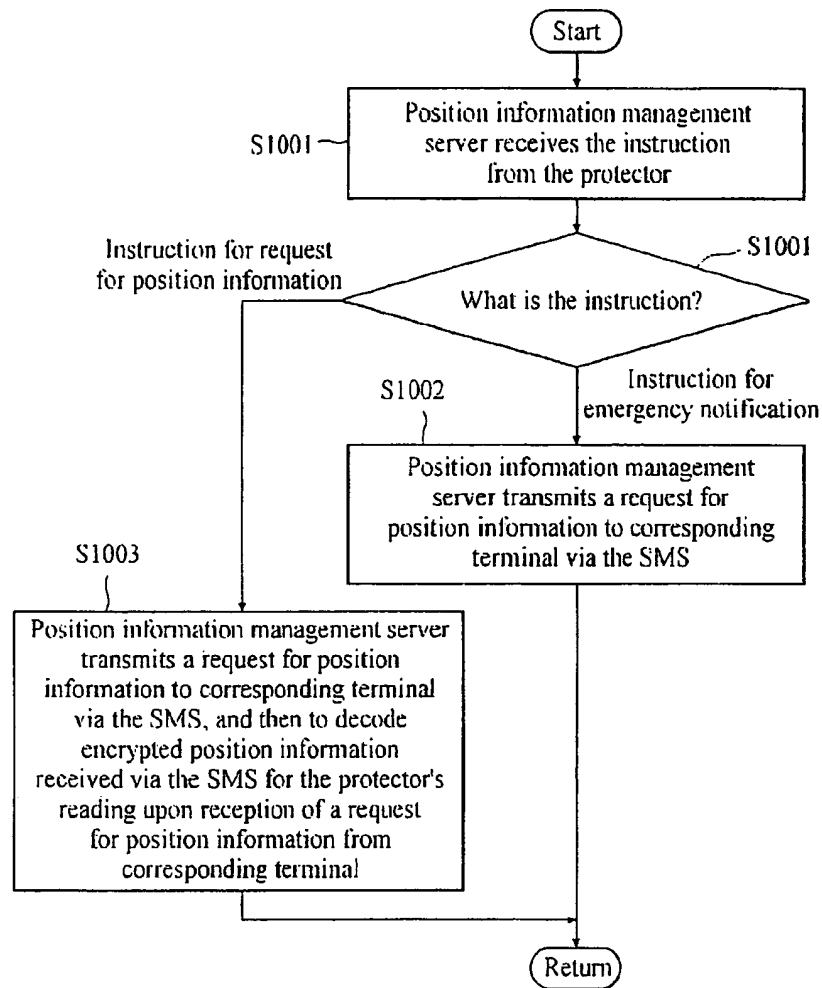 Start
Position information management
server receives the instruction
from the protector
S1001
Instruction for request
for position information
S1001
What is the instruction?
Instruction for
emergency notification
S1002
Position information management
server transmits a request for
position information to corresponding
terminal via the SMS
S1003
Position information management server
transmits a request for position
information to corresponding terminal
via the SMS, and then to decode
encrypted position information
received via the SMS for the protector's
reading upon reception of a request
for position information from
corresponding terminal
Return